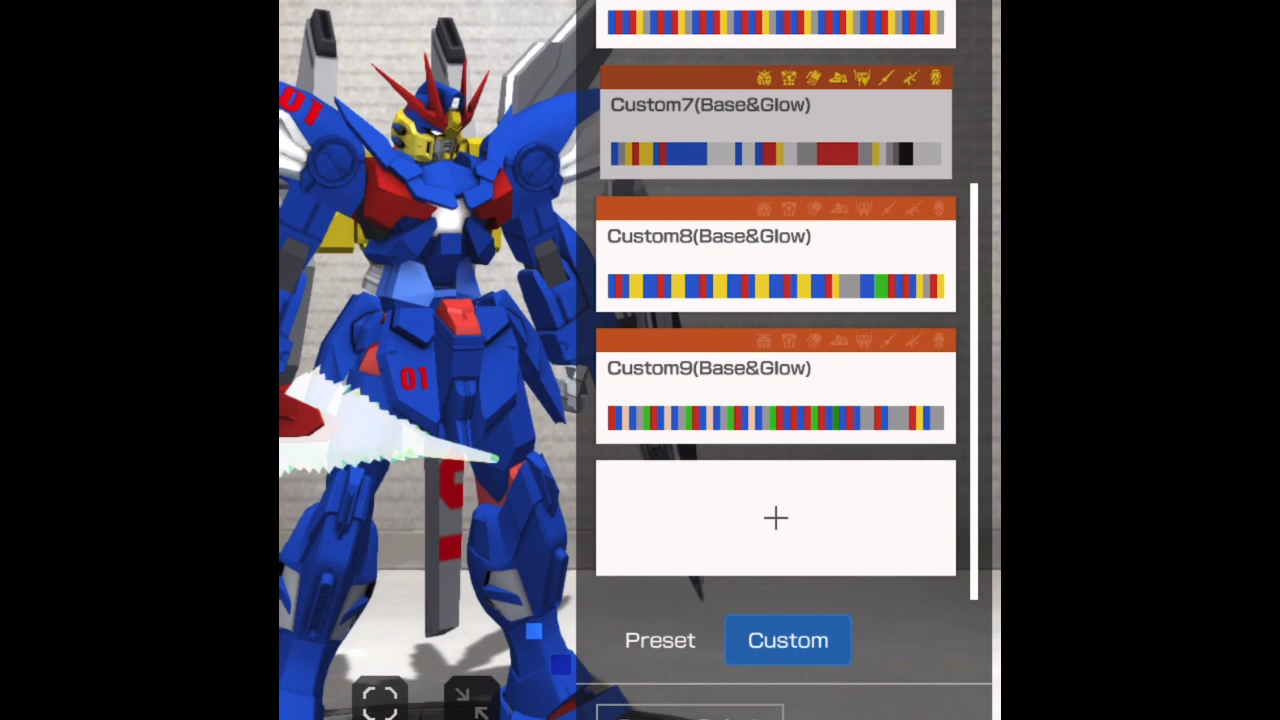 01
Custom7(Base&Glow)
Custom8(Base&Glow)
Custom9(Base&Glow)
01
Preset
Custom